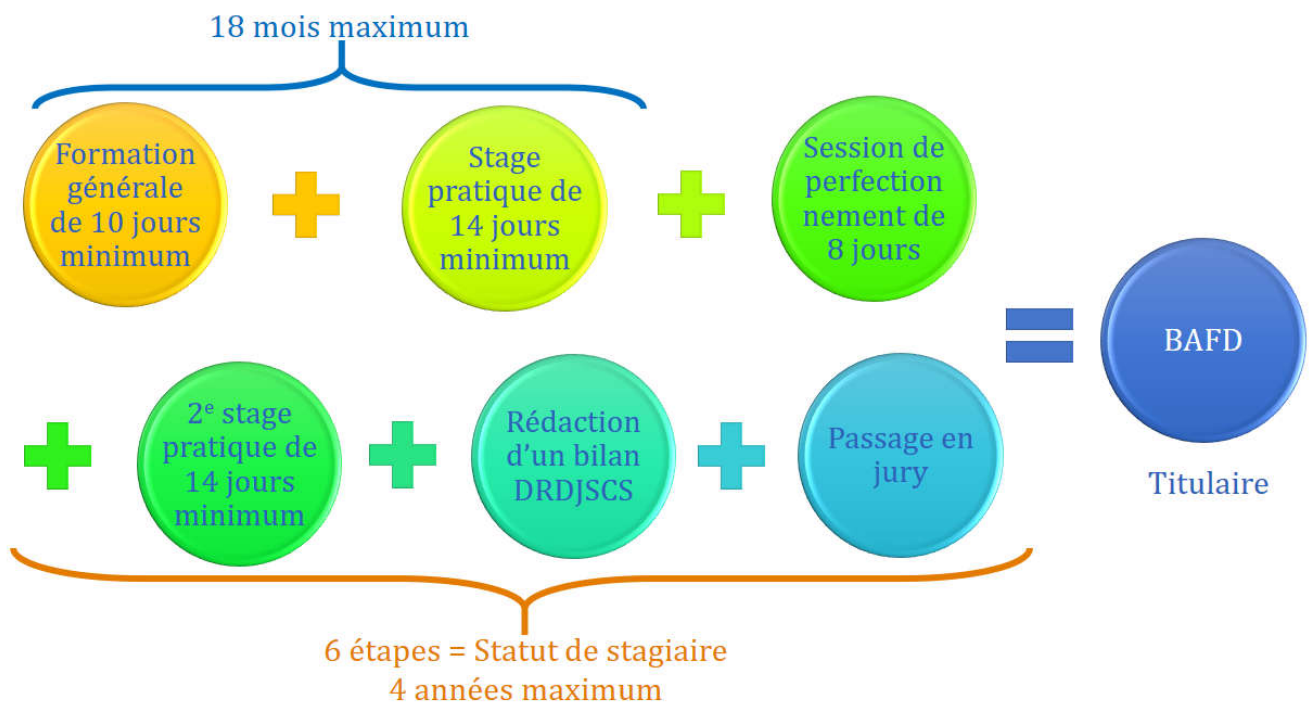 18 mois maximum
Formation
générale
de 10 jours
minimum
Stage
pratique de
14 jours
minimum
Session de
perfection
nement de
8 jours
2e stage
pratique de
14 jours
minimum
Rédaction
d'un bilan
DRDJSCS
Passage en
jury
BAFD
Titulaire
6 étapes = Statut de stagiaire
4 années maximum